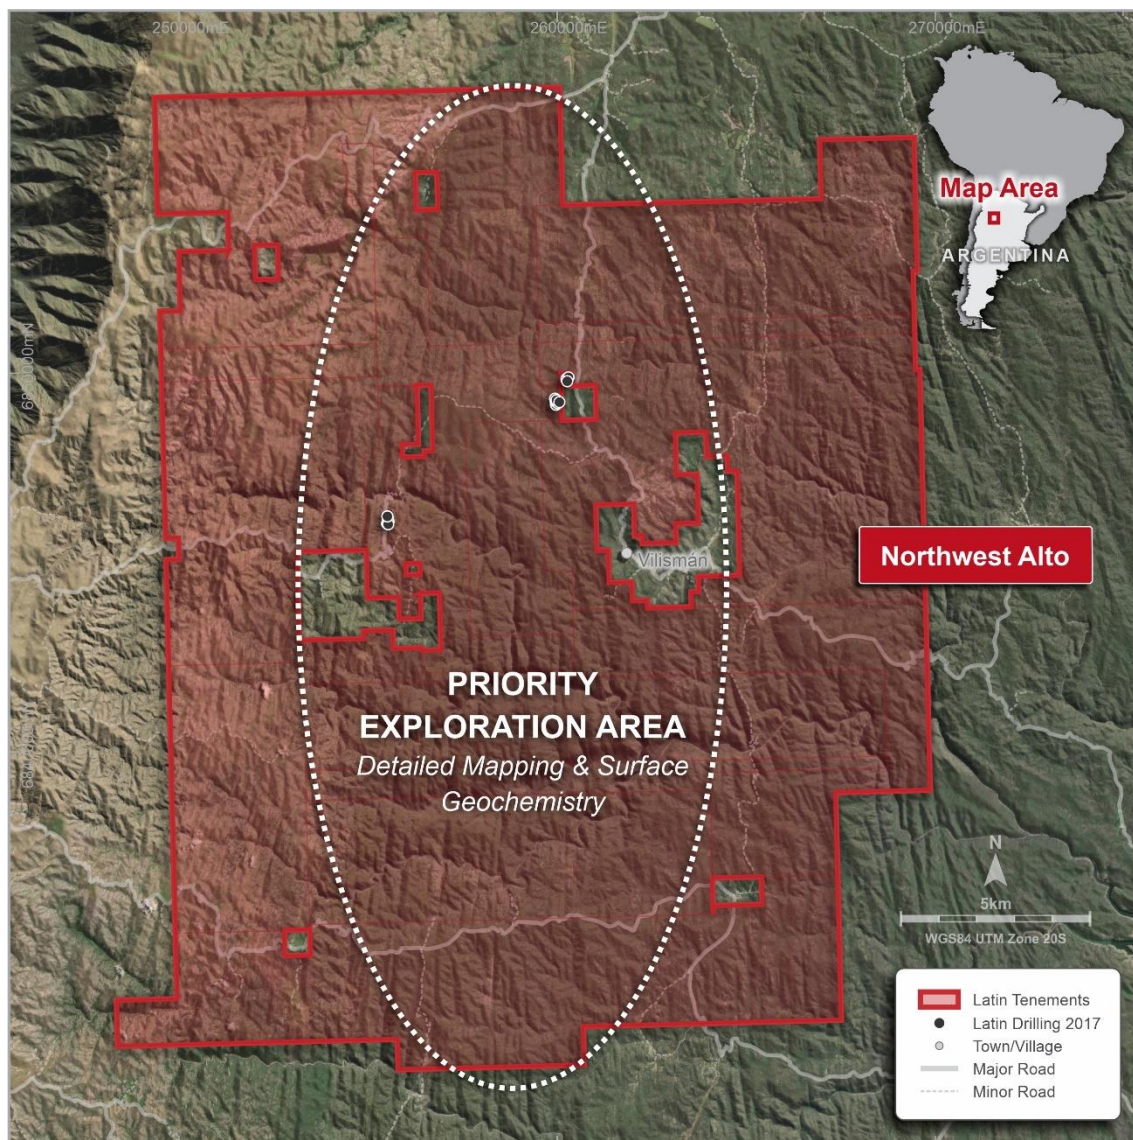 250000mE
260000mE
270000mE
Map Area
ARGENTINA
Vilismán
Northwest Alto
PRIORITY
EXPLORATION AREA
Detailed Mapping & Surface
Geochemistry
N
5km
WGS84 UTM Zone 20S
Latin Tenements
Latin Drilling 2017
Town/Village
Major Road
Minor Road